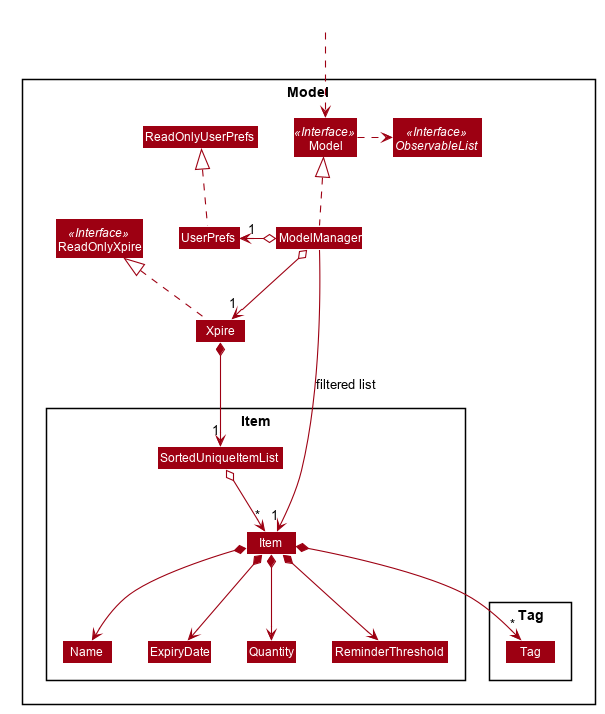 Model
«Interface»
Model
«Interface»
ObservableList
ReadOnlyUserPrefs
UserPrefs
1
ModelManager
«Interface»
ReadOnlyXpire
1
Xpire
filtered list
Item
1
SortedUniqueItemList
*
1
Item
Tag
*
Name
ExpiryDate
Quantity
ReminderThreshold
Tag